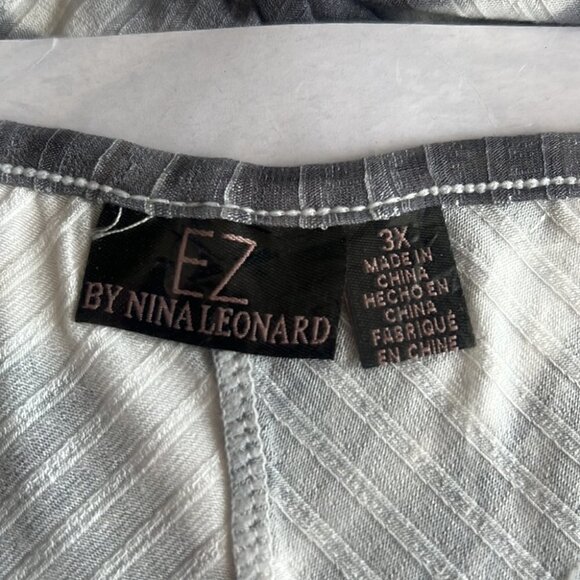 EZ
BY NINA LEONARD
3X
MADE IN
CHINA
HECHO EN
CHINA
FABRIQUÉ
EN CHINE